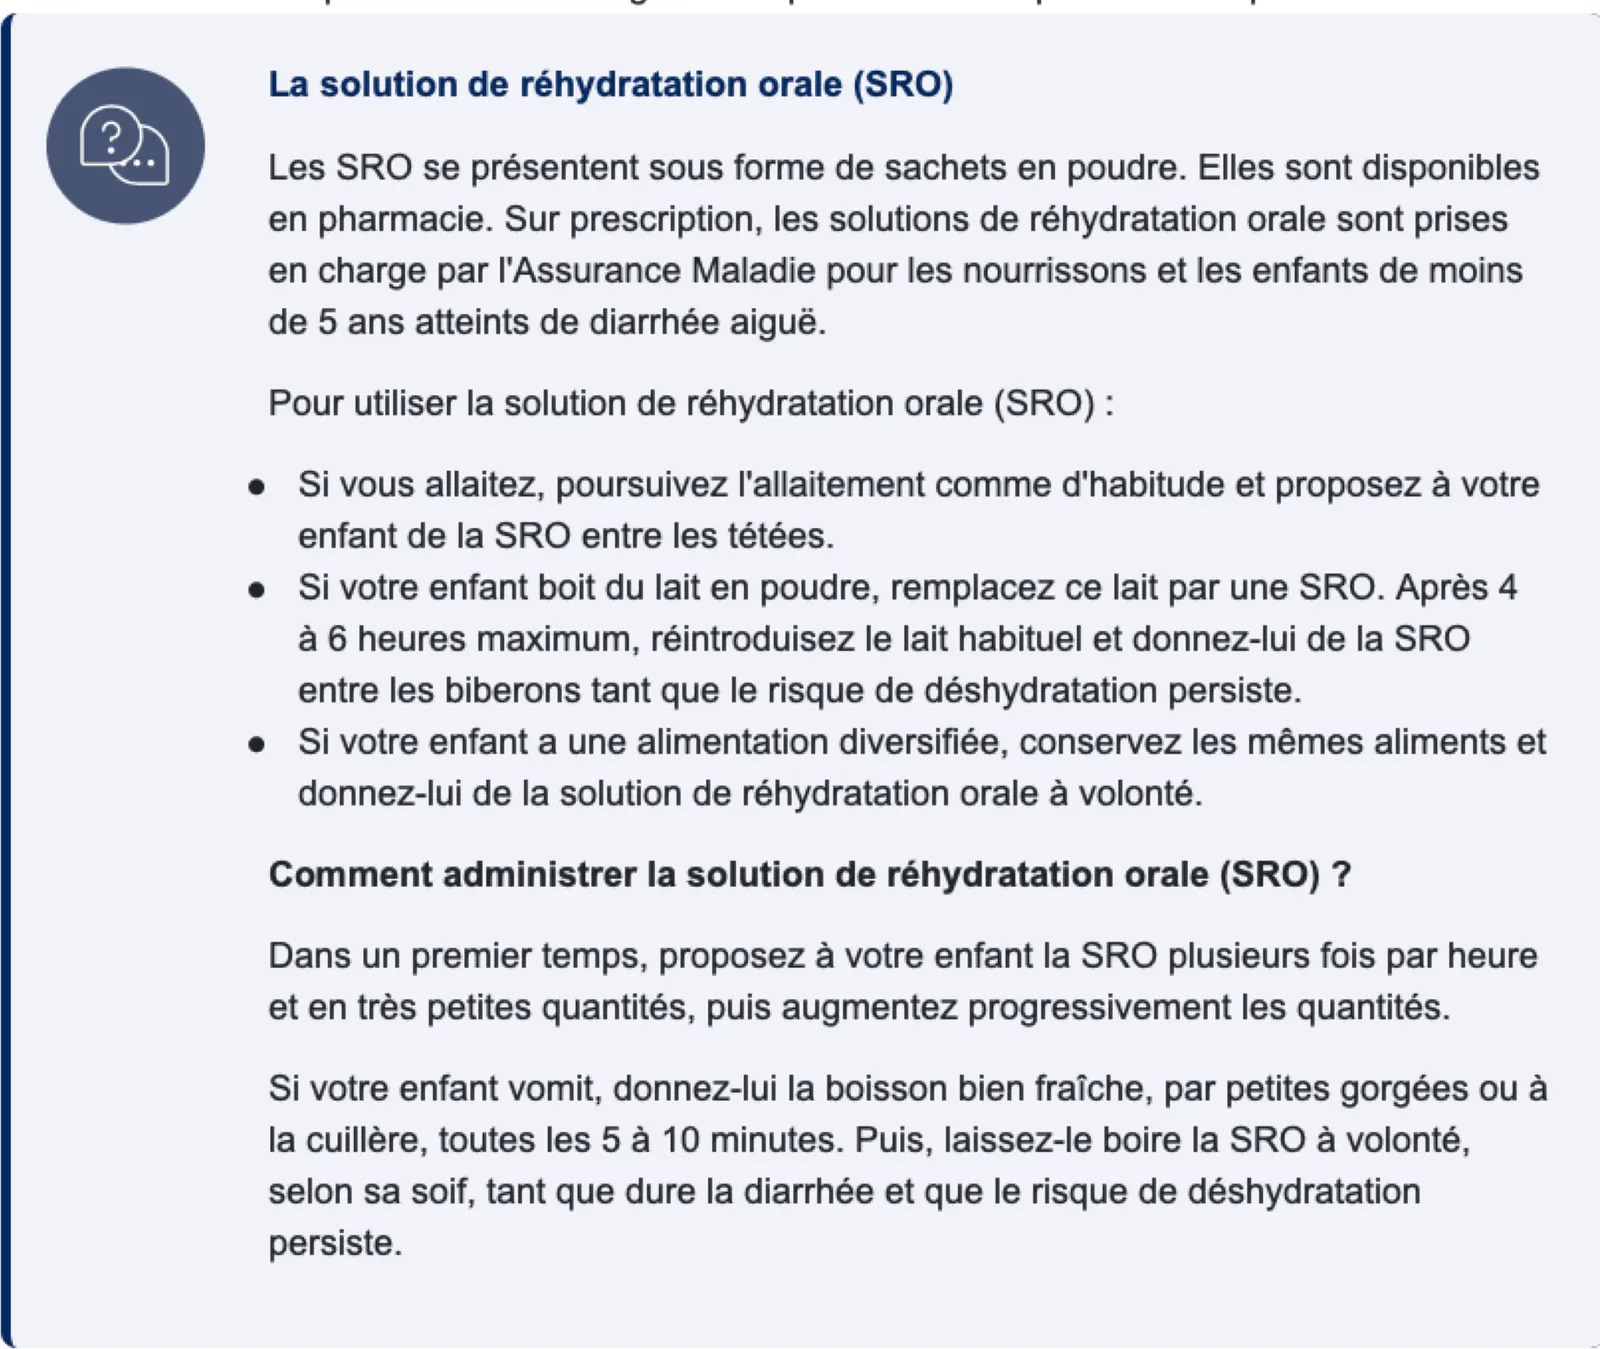 La solution de réhydratation orale (SRO)
Les SRO se présentent sous forme de sachets en poudre. Elles sont disponibles
en pharmacie. Sur prescription, les solutions de réhydratation orale sont prises
en charge par l'Assurance Maladie pour les nourrissons et les enfants de moins
de 5 ans atteints de diarrhée aiguë.
Pour utiliser la solution de réhydratation orale (SRO) :
● Si vous allaitez, poursuivez l'allaitement comme d'habitude et proposez à votre
enfant de la SRO entre les tétées.
● Si votre enfant boit du lait en poudre, remplacez ce lait par une SRO. Après 4
à 6 heures maximum, réintroduisez le lait habituel et donnez-lui de la SRO
entre les biberons tant que le risque de déshydratation persiste.
● Si votre enfant a une alimentation diversifiée, conservez les mêmes aliments et
donnez-lui de la solution de réhydratation orale à volonté.
Comment administrer la solution de réhydratation orale (SRO) ?
Dans un premier temps, proposez à votre enfant la SRO plusieurs fois par heure
et en très petites quantités, puis augmentez progressivement les quantités.
Si votre enfant vomit, donnez-lui la boisson bien fraîche, par petites gorgées ou à
la cuillère, toutes les 5 à 10 minutes. Puis, laissez-le boire la SRO à volonté,
selon sa soif, tant que dure la diarrhée et que le risque de déshydratation
persiste.